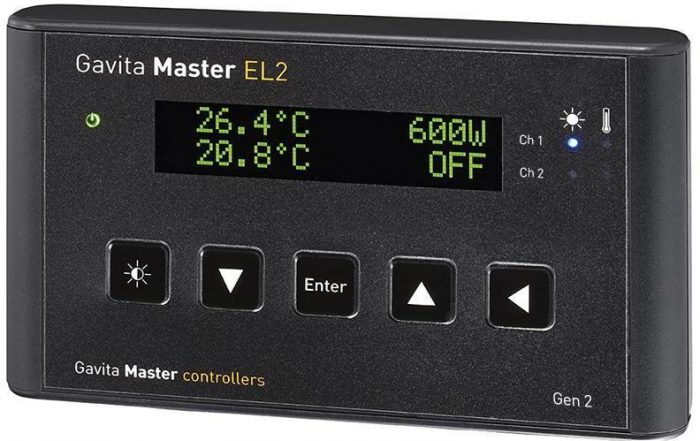 Gavita Master EL2
26.4°C 600W
20.8°C OFF
Ch 1
Ch 2
Enter
Gavita Master controllers
Gen 2